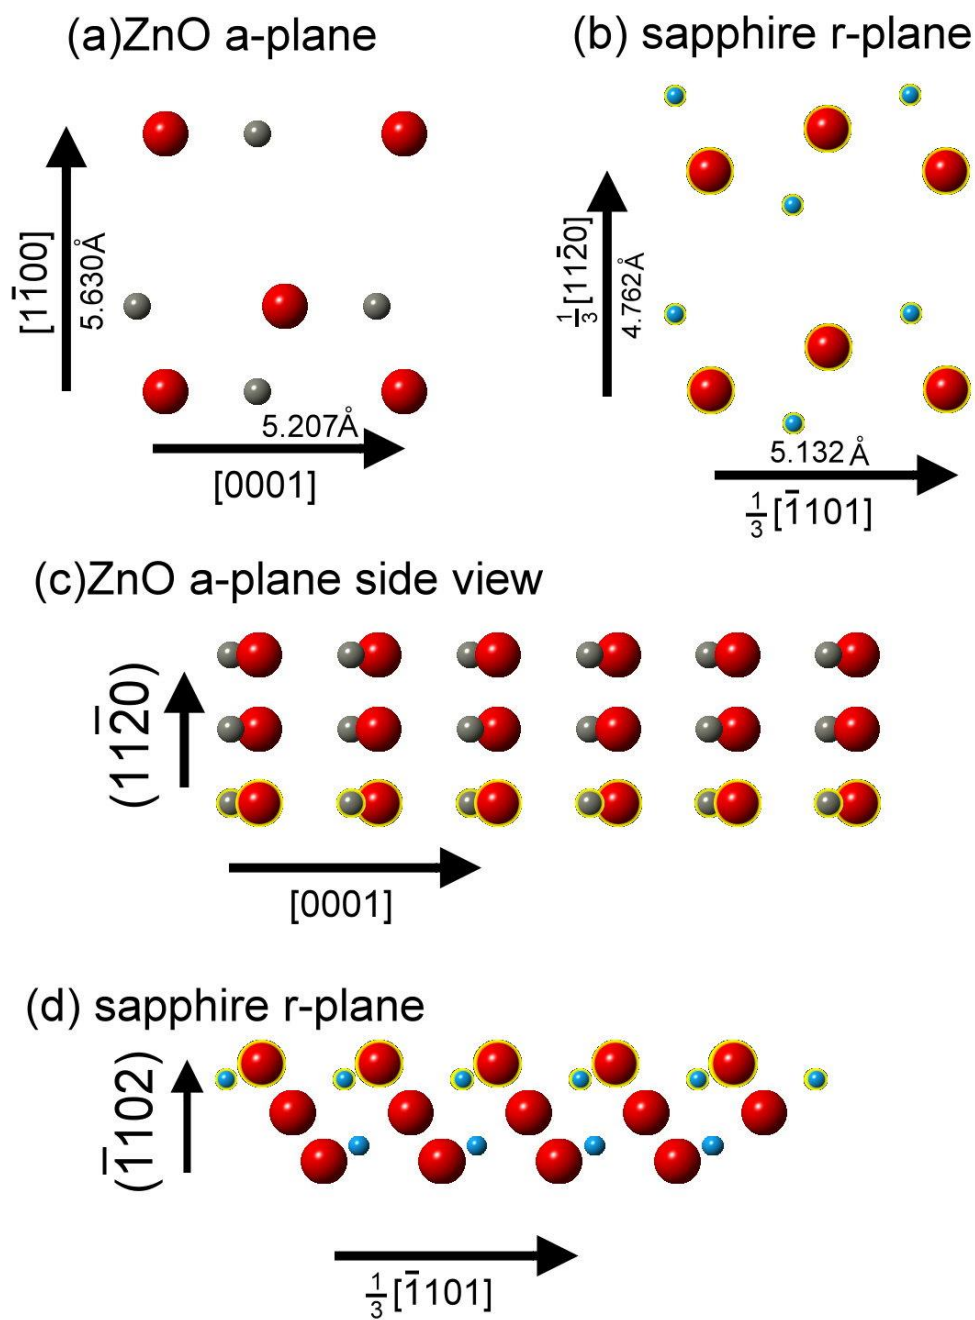 (a)ZnO a-plane
(b) sapphire r-plane
[11̄00]
5.630Å
5.207Å
[0001]
1/3 [112̄0]
4.762Å
5.132 Å
1/3 [1̄101]
(c)ZnO a-plane side view
(112̄0)
[0001]
(d) sapphire r-plane
(1̄102)
1/3 [1̄101]